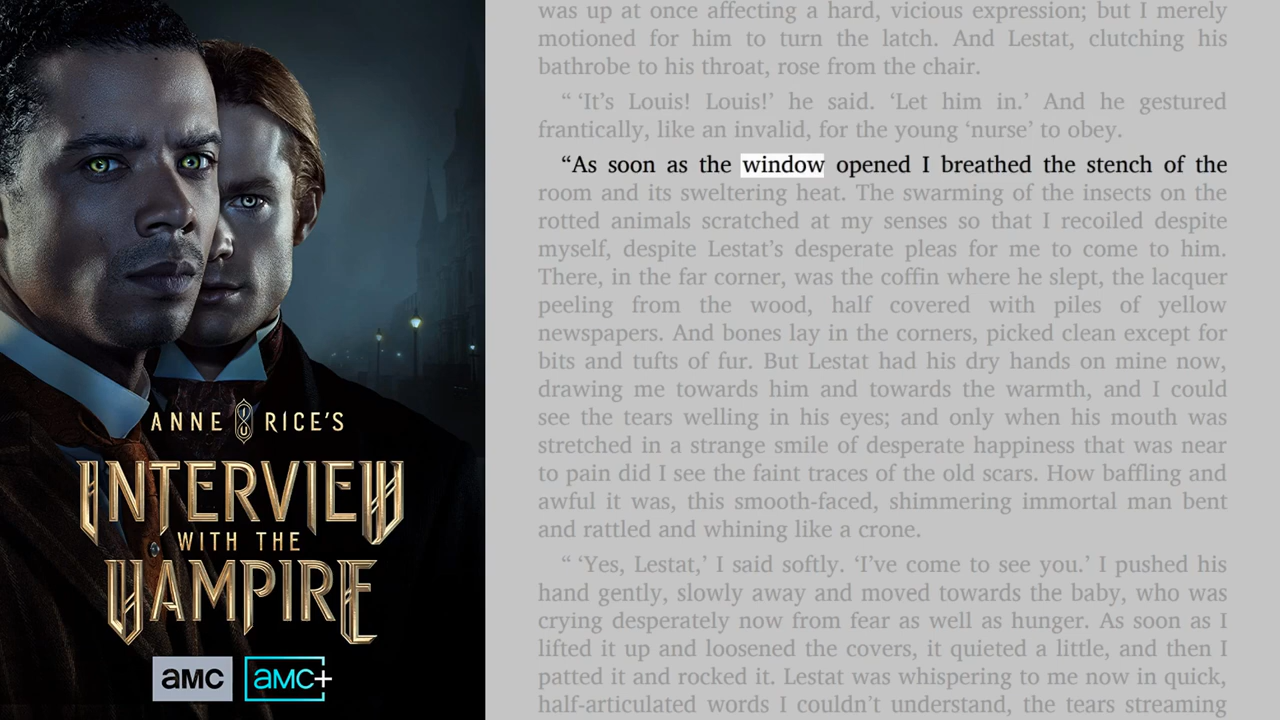 ANNE RICE'S
INTERVIEW
WITH THE
VAMPIRE
aMC
aMC+
was up at once affecting a hard, vicious expression; but I merely
motioned for him to turn the latch. And Lestat, clutching his
bathrobe to his throat, rose from the chair.
“ ‘It’s Louis! Louis!’ he said. ‘Let him in.’ And he gestured
frantically, like an invalid, for the young ‘nurse’ to obey.
“As soon as the window opened I breathed the stench of the
room and its sweltering heat. The swarming of the insects on the
rotted animals scratched at my senses so that I recoiled despite
myself, despite Lestat’s desperate pleas for me to come to him.
There, in the far corner, was the coffin where he slept, the lacquer
peeling from the wood, half covered with piles of yellow
newspapers. And bones lay in the corners, picked clean except for
bits and tufts of fur. But Lestat had his dry hands on mine now,
drawing me towards him and towards the warmth, and I could
see the tears welling in his eyes; and only when his mouth was
stretched in a strange smile of desperate happiness that was near
to pain did I see the faint traces of the old scars. How baffling and
awful it was, this smooth-faced, shimmering immortal man bent
and rattled and whining like a crone.
“ ‘Yes, Lestat,’ I said softly. ‘I’ve come to see you.’ I pushed his
hand gently, slowly away and moved towards the baby, who was
crying desperately now from fear as well as hunger. As soon as I
lifted it up and loosened the covers, it quieted a little, and then I
patted it and rocked it. Lestat was whispering to me now in quick,
half-articulated words I couldn’t understand, the tears streaming